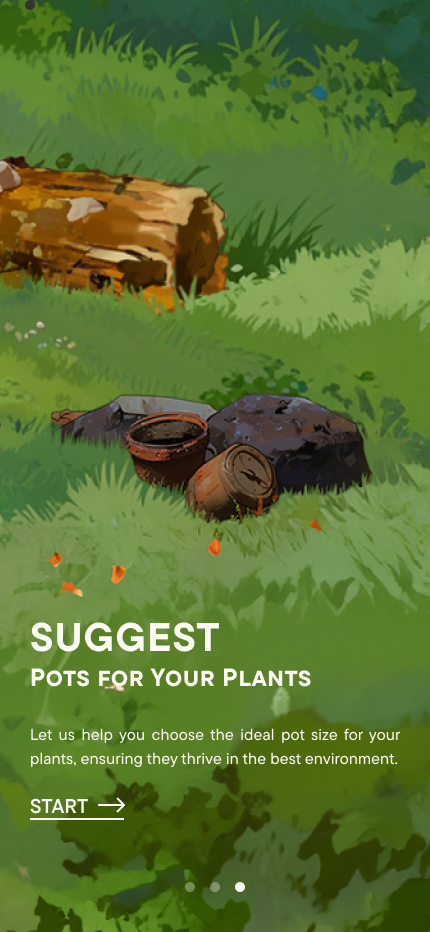 SUGGEST
Pots for Your Plants
Let us help you choose the ideal pot size for your
plants, ensuring they thrive in the best environment.
START